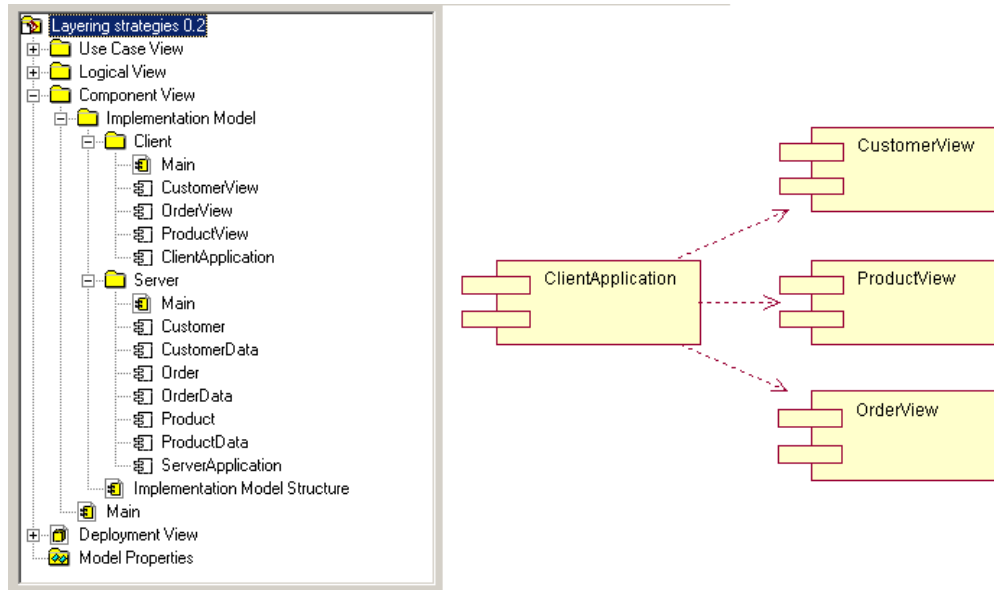 Layering strategies 0.2
Use Case View
Logical View
Component View
Implementation Model
Client
Main
CustomerView
OrderView
ProductView
ClientApplication
Server
Main
Customer
CustomerData
Order
OrderData
Product
ProductData
ServerApplication
Implementation Model Structure
Main
Deployment View
Model Properties
CustomerView
ClientApplication
ProductView
OrderView